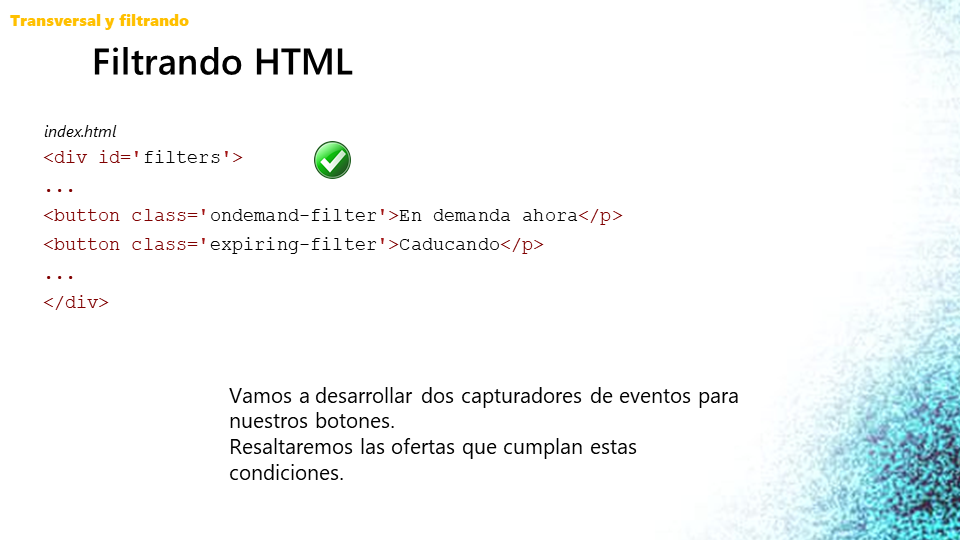 Transversal y filtrando
Filtrando HTML
index.html
<div id='filters'>
...
<button class='ondemand-filter'>En demanda ahora</p>
<button class='expiring-filter'>Caducando</p>
...
</div>
Vamos a desarrollar dos capturadores de eventos para
nuestros botones.
Resaltaremos las ofertas que cumplan estas
condiciones.